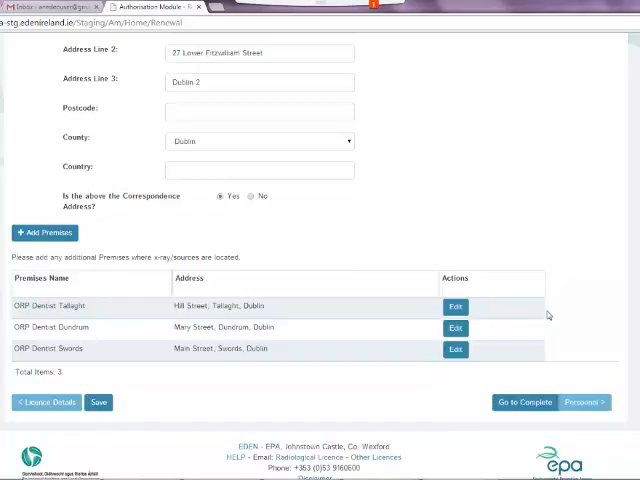 Authorisation Module - R
a-stg.edenireland.ie/Staging/Am/Home/Renewal
Address Line 2:
27 Lower Fitzwilliam Street
Address Line 3:
Dublin 2
Postcode:
County:
Dublin
Country:
Is the above the Correspondence
Address?
Yes No
+ Add Premises
Please add any additional Premises where x-ray/sources are located.
Premises Name Address Actions
ORP Dentist Tallaght Hill Street, Tallaght, Dublin Edit
ORP Dentist Dundrum Mary Street, Dundrum, Dublin Edit
ORP Dentist Swords Main Street, Swords, Dublin Edit
Total Items: 3
< Licence Details Save Go to Complete Personnel >
EDEN - EPA, Johnstown Castle, Co. Wexford
HELP - Email: Radiological Licence - Other Licences
Phone: +353 (0)53 9160600
Disclaimer
epa